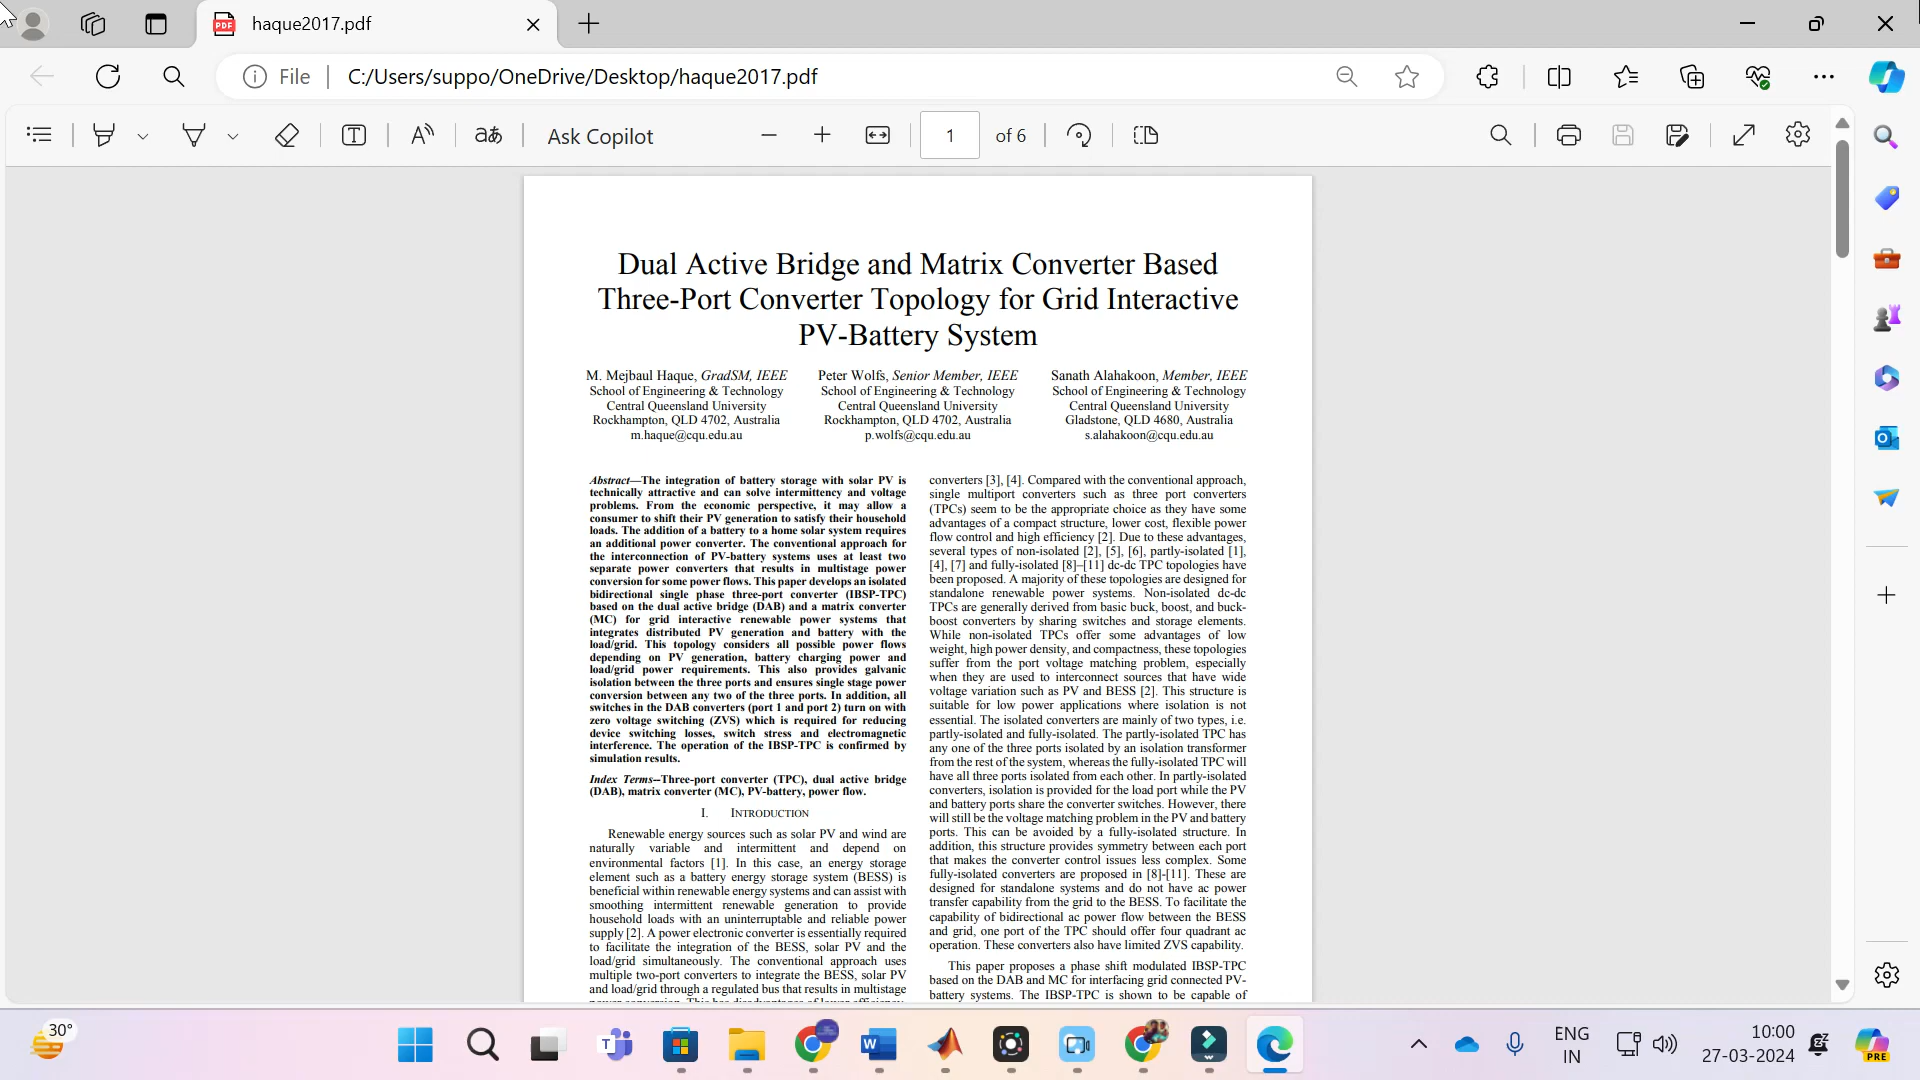 haque2017.pdf
File
C:/Users/suppo/OneDrive/Desktop/haque2017.pdf
Ask Copilot
1
of 6
Dual Active Bridge and Matrix Converter Based
Three-Port Converter Topology for Grid Interactive
PV-Battery System
M. Mejbaul Haque, GradSM, IEEE
School of Engineering & Technology
Central Queensland University
Rockhampton, QLD 4702, Australia
m.haque@cqu.edu.au
Peter Wolfs, Senior Member, IEEE
School of Engineering & Technology
Central Queensland University
Rockhampton, QLD 4702, Australia
p.wolfs@cqu.edu.au
Sanath Alahakoon, Member, IEEE
School of Engineering & Technology
Central Queensland University
Gladstone, QLD 4680, Australia
s.alahakoon@cqu.edu.au
Abstract—The integration of battery storage with solar PV is
technically attractive and can solve intermittency and voltage
problems. From the economic perspective, it may allow a
consumer to shift their PV generation to satisfy their household
loads. The addition of a battery to a home solar system requires
an additional power converter. The conventional approach for
the interconnection of PV-battery systems uses at least two
separate power converters that results in multistage power
conversion for some power flows. This paper develops an isolated
bidirectional single phase three-port converter (IBSP-TPC)
based on the dual active bridge (DAB) and a matrix converter
(MC) for grid interactive renewable power systems that
integrates distributed PV generation and battery with the
load/grid. This topology considers all possible power flows
depending on PV generation, battery charging power and
load/grid power requirements. This also provides galvanic
isolation between the three ports and ensures single stage power
conversion between any two of the three ports. In addition, all
switches in the DAB converters (port 1 and port 2) turn on with
zero voltage switching (ZVS) which is required for reducing
device switching losses, switch stress and electromagnetic
interference. The operation of the IBSP-TPC is confirmed by
simulation results.
Index Terms--Three-port converter (TPC), dual active bridge
(DAB), matrix converter (MC), PV-battery, power flow.
I. INTRODUCTION
Renewable energy sources such as solar PV and wind are
naturally variable and intermittent and depend on
environmental factors [1]. In this case, an energy storage
element such as a battery energy storage system (BESS) is
beneficial within renewable energy systems and can assist with
smoothing intermittent renewable generation to provide
household loads with an uninterruptable and reliable power
supply [2]. A power electronic converter is essentially required
to facilitate the integration of the BESS, solar PV and the
load/grid simultaneously. The conventional approach uses
multiple two-port converters to integrate the BESS, solar PV
and load/grid through a regulated bus that results in multistage
converters [3], [4]. Compared with the conventional approach,
single multiport converters such as three port converters
(TPCs) seem to be the appropriate choice as they have some
advantages of a compact structure, lower cost, flexible power
flow control and high efficiency [2]. Due to these advantages,
several types of non-isolated [2], [5], [6], partly-isolated [1],
[4], [7] and fully-isolated [8]–[11] dc-dc TPC topologies have
been proposed. A majority of these topologies are designed for
standalone renewable power systems. Non-isolated dc-dc
TPCs are generally derived from basic buck, boost, and buck-
boost converters by sharing switches and storage elements.
While non-isolated TPCs offer some advantages of low
weight, high power density, and compactness, these topologies
suffer from the port voltage matching problem, especially
when they are used to interconnect sources that have wide
voltage variation such as PV and BESS [2]. This structure is
suitable for low power applications where isolation is not
essential. The isolated converters are mainly of two types, i.e.
partly-isolated and fully-isolated. The partly-isolated TPC has
any one of the three ports isolated by an isolation transformer
from the rest of the system, whereas the fully-isolated TPC will
have all three ports isolated from each other. In partly-isolated
converters, isolation is provided for the load port while the PV
and battery ports share the converter switches. However, there
will still be the voltage matching problem in the PV and battery
ports. This can be avoided by a fully-isolated structure. In
addition, this structure provides symmetry between each port
that makes the converter control issues less complex. Some
fully-isolated converters are proposed in [8]-[11]. These are
designed for standalone systems and do not have ac power
transfer capability from the grid to the BESS. To facilitate the
capability of bidirectional ac power flow between the BESS
and grid, one port of the TPC should offer four quadrant ac
operation. These converters also have limited ZVS capability.
This paper proposes a phase shift modulated IBSP-TPC
based on the DAB and MC for interfacing grid connected PV-
battery systems. The IBSP-TPC is shown to be capable of
30°
ENG
IN
10:00
27-03-2024
PRE